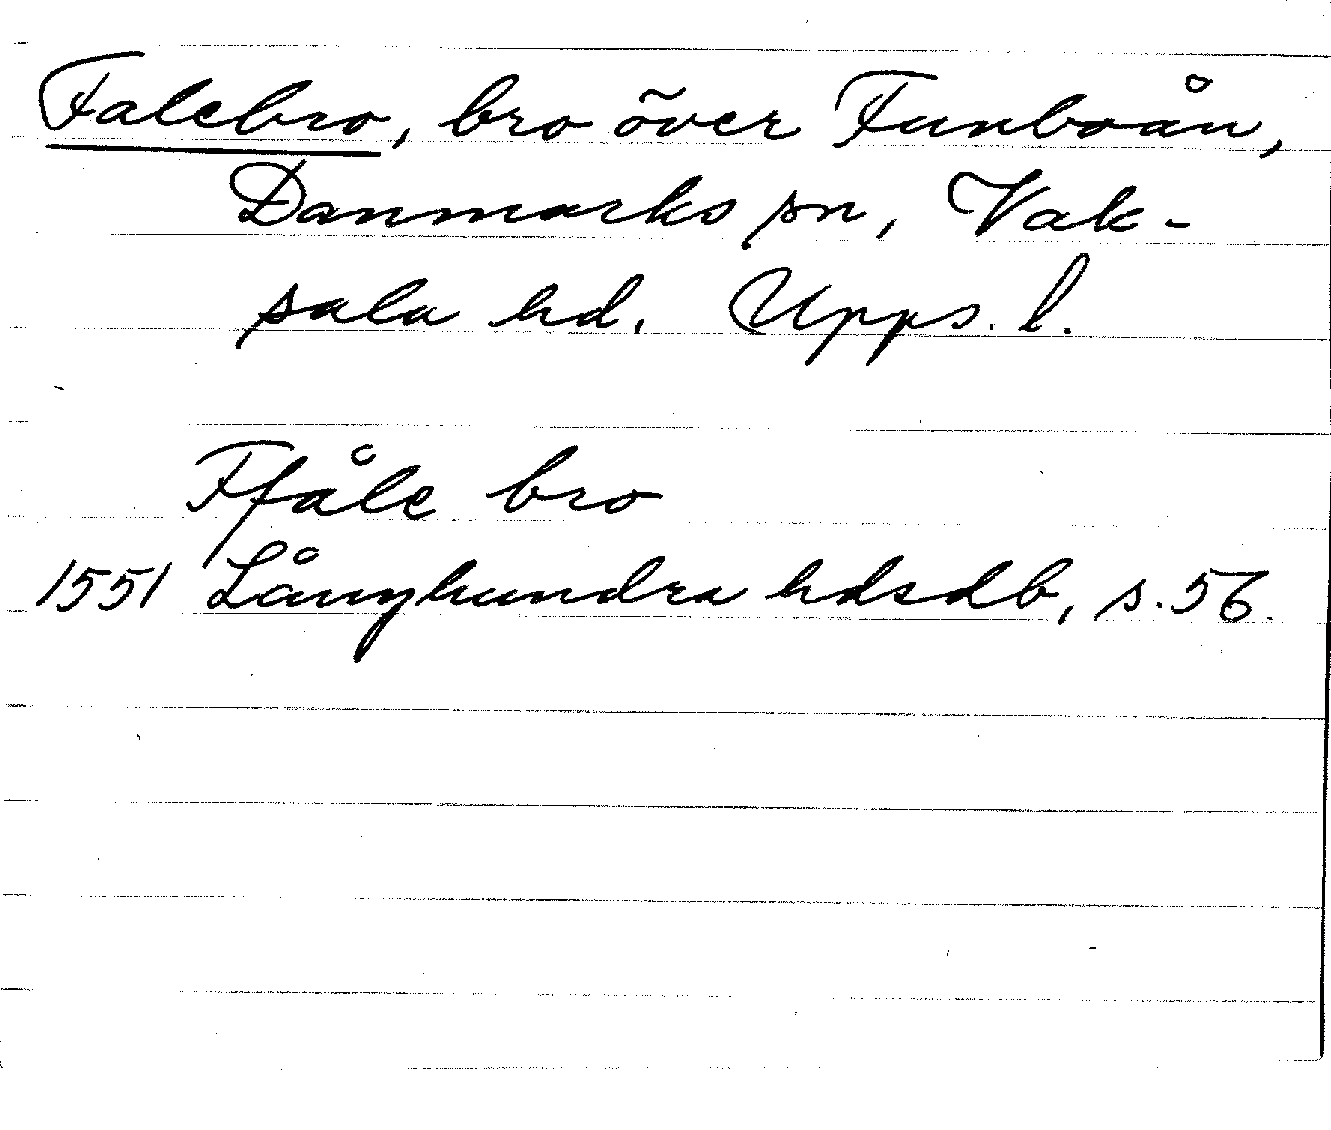 Falebro, bro över Funboån,
Danmarks sn, Vak-
sala hd. Upps. l.
Ffåle bro
1551 Långhundra hdsdb, s. 56.